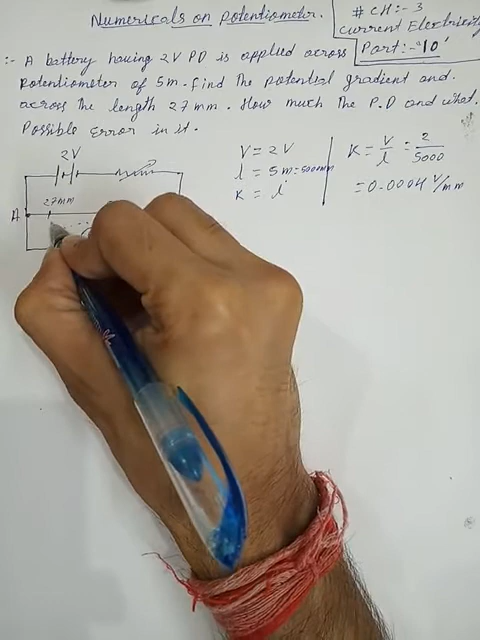 Numericals on potentiometer.
# CH:- 3
Current Electricity
Part:- '10'
:- A battery having 2V PD is applied across
Potentiometer of 5m. find the potential gradient and.
across the length 27mm. How much the P.D and what.
Possible Error in it.
V = 2V
l = 5m = 5000mm
K = i
K = V/l = 2/5000
= 0.0004 V/mm
2V
A
27mm